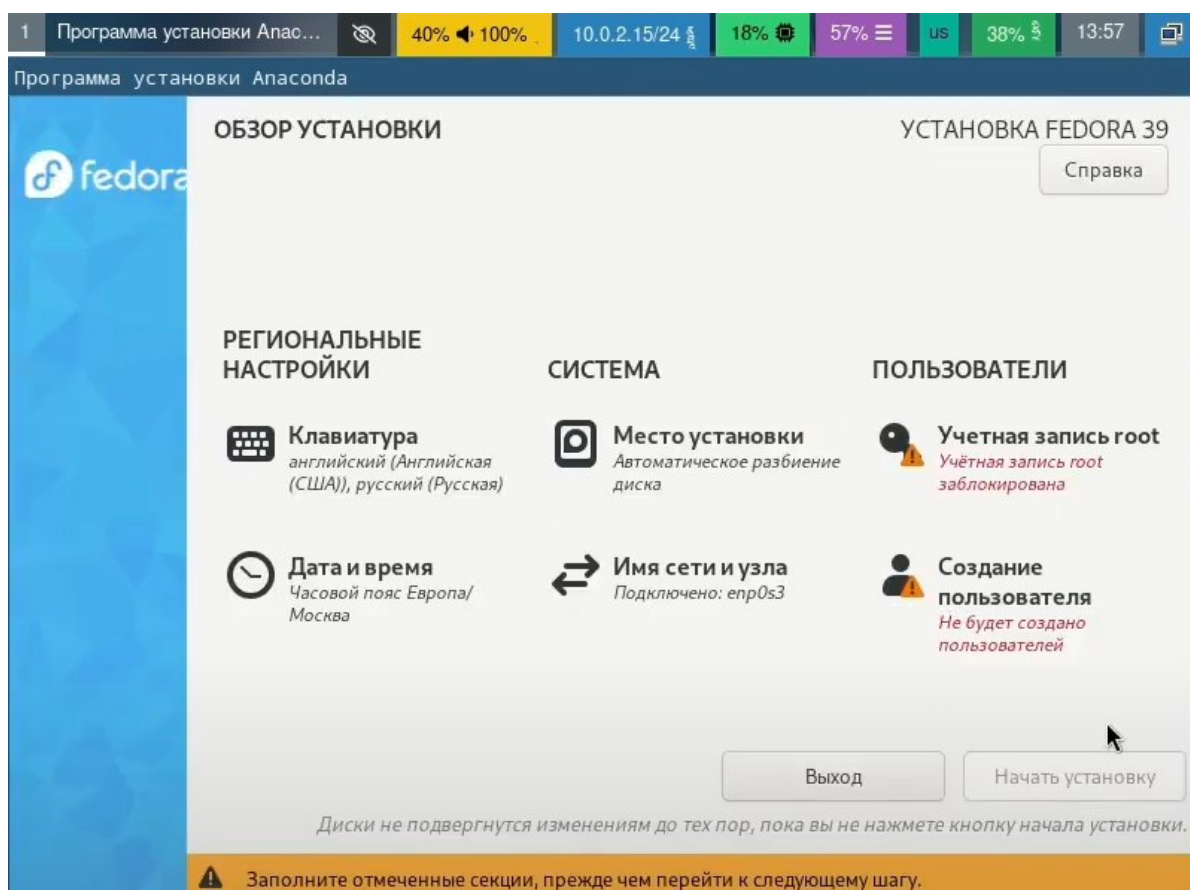 1 Программа установки Anac... 40% 100% 10.0.2.15/24 18% 57% us 38% 13:57
Программа установки Anaconda
fedora
ОБЗОР УСТАНОВКИ
УСТАНОВКА FEDORA 39
Справка
РЕГИОНАЛЬНЫЕ
НАСТРОЙКИ
Клавиатура
английский (Английская
(США)), русский (Русская)
Дата и время
Часовой пояс Европа/
Москва
СИСТЕМА
Место установки
Автоматическое разбиение
диска
Имя сети и узла
Подключено: enp0s3
ПОЛЬЗОВАТЕЛИ
Учетная запись root
Учётная запись root
заблокирована
Создание
пользователя
Не будет создано
пользователей
Выход
Начать установку
Диски не подвергнутся изменениям до тех пор, пока вы не нажмете кнопку начала установки.
Заполните отмеченные секции, прежде чем перейти к следующему шагу.